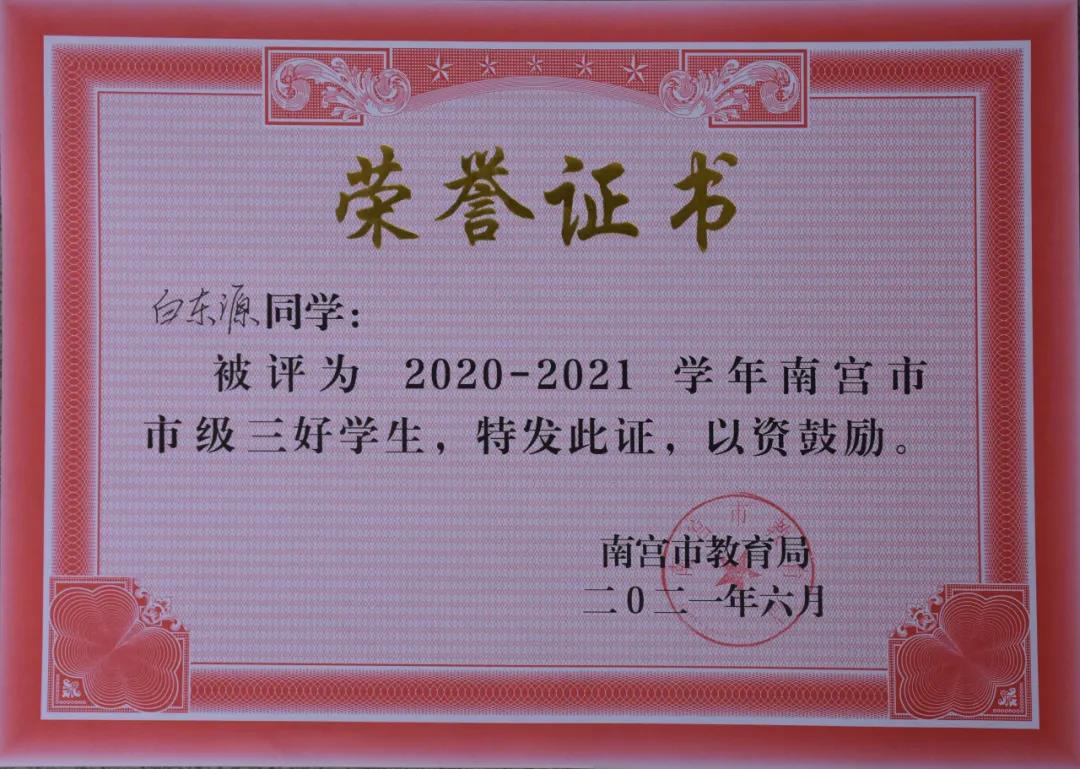 荣誉证书
白东源同学:
被评为 2020-2021 学年南宫市
市级三好学生，特发此证，以资鼓励。
南宫市教育局
二0二一年六月